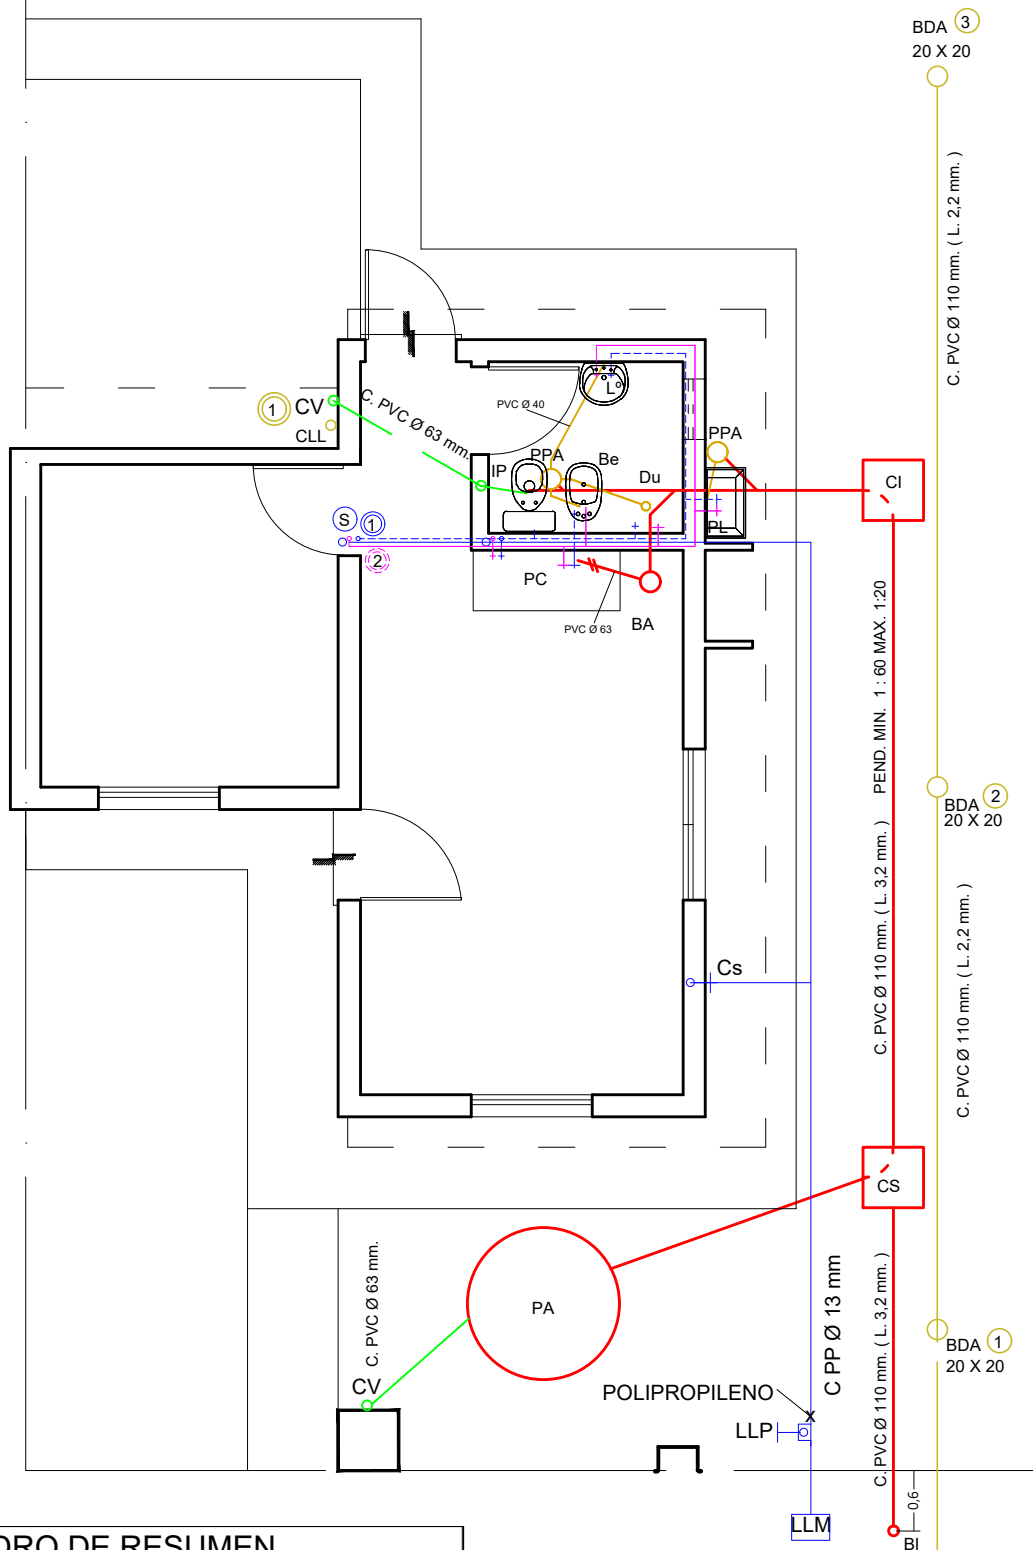 BDA 3
20 X 20
C. PVC Ø 110 mm. ( L. 2,2 mm. )
1 CV
CLL
C. PVC Ø 63 mm.
PVC Ø 40
L
PPA
PPA
IP
Be
Du
CI
S 1
2
PL
PC
PVC Ø 63
BA
PEND. MIN. 1 : 60 MAX. 1:20
C. PVC Ø 110 mm. ( L. 3,2 mm. )
BDA 2
20 X 20
C. PVC Ø 110 mm. ( L. 2,2 mm. )
Cs
CS
C. PVC Ø 63 mm.
PA
C PP Ø 13 mm
C. PVC Ø 110 mm. ( L. 3,2 mm. )
BDA 1
20 X 20
CV
POLIPROPILENO
x
LLP
LLM
0,6
BI
DRO DE RESUMEN